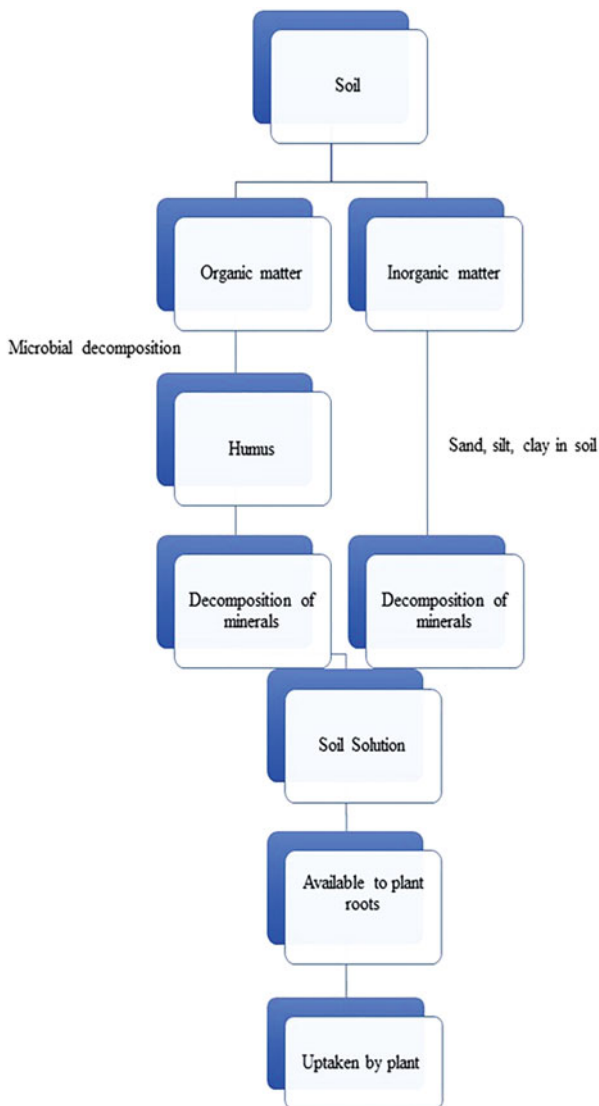 Soil
Organic matter
Inorganic matter
Microbial decomposition
Humus
Sand, silt, clay in soil
Decomposition of
minerals
Decomposition of
minerals
Soil Solution
Available to plant
roots
Uptaken by plant